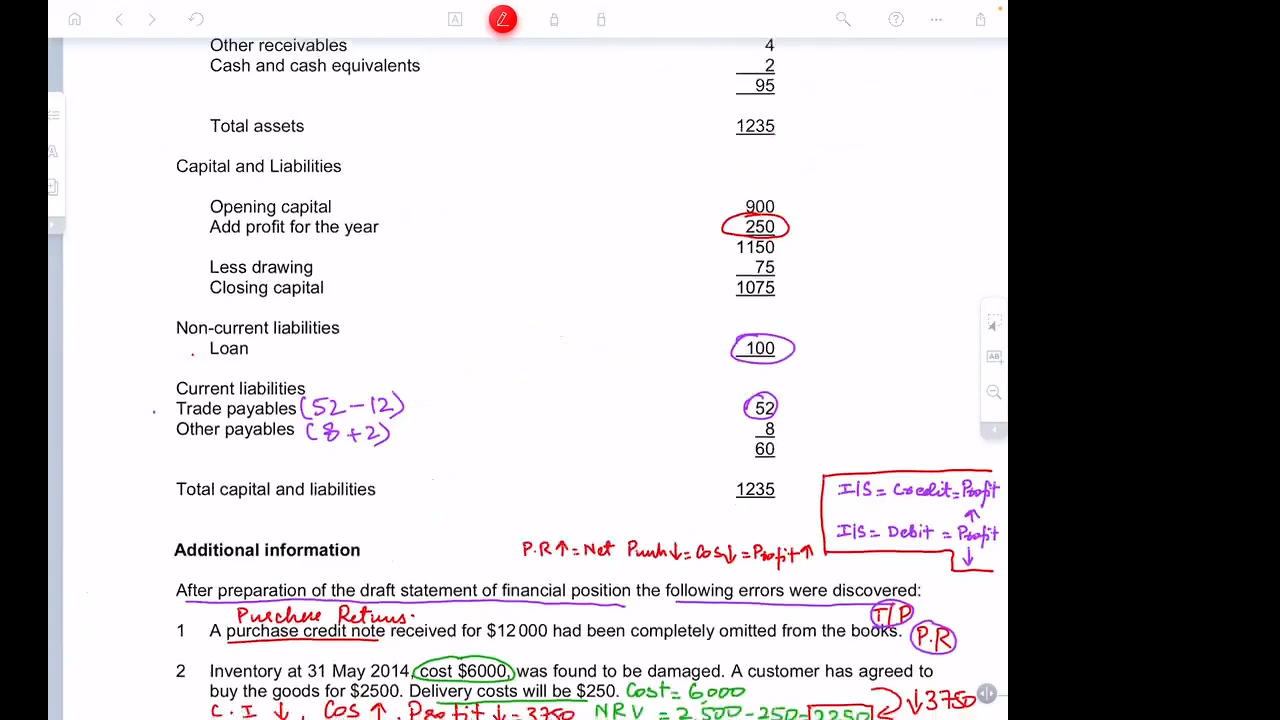 Other receivables 4
Cash and cash equivalents 2
95
Total assets 1235
Capital and Liabilities
Opening capital 900
Add profit for the year 250
1150
Less drawing 75
Closing capital 1075
Non-current liabilities
Loan 100
Current liabilities
Trade payables (52 - 12) 52
Other payables (8 + 2) 8
60
Total capital and liabilities 1235
I/S = Credit = Profit ↑
I/S = Debit = Profit ↓
Additional information
P.R ↑ = Net Purch ↓ = Cos ↓ = Profit ↑
After preparation of the draft statement of financial position the following errors were discovered:
Purchase Returns. T/P
1 A purchase credit note received for $12 000 had been completely omitted from the books. P.R
2 Inventory at 31 May 2014, cost $6000, was found to be damaged. A customer has agreed to
buy the goods for $2500. Delivery costs will be $250. Cost = 6000
C.I ↓, Cos ↑, Profit ↓ = 3750 NRV = 2,500 - 250 = 2250 ↓ 3750